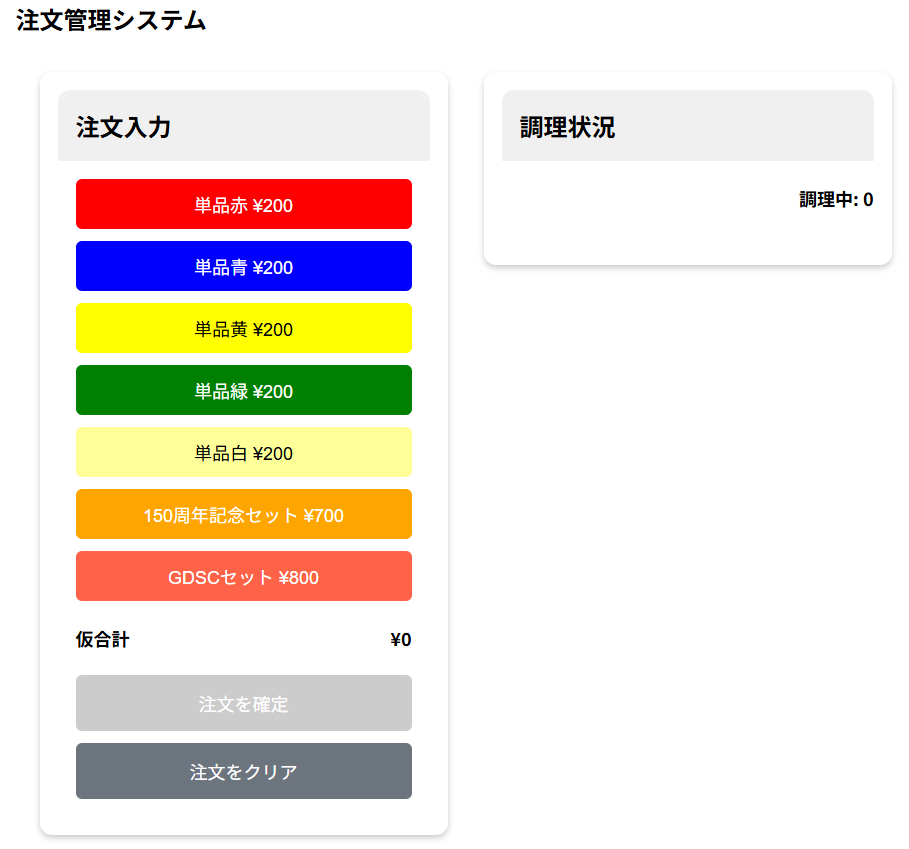 注文管理システム
注文入力
単品赤 ¥200
単品青 ¥200
単品黄 ¥200
単品緑 ¥200
単品白 ¥200
150周年記念セット ¥700
GDSCセット ¥800
仮合計 ¥0
注文を確定
注文をクリア
調理状況
調理中: 0